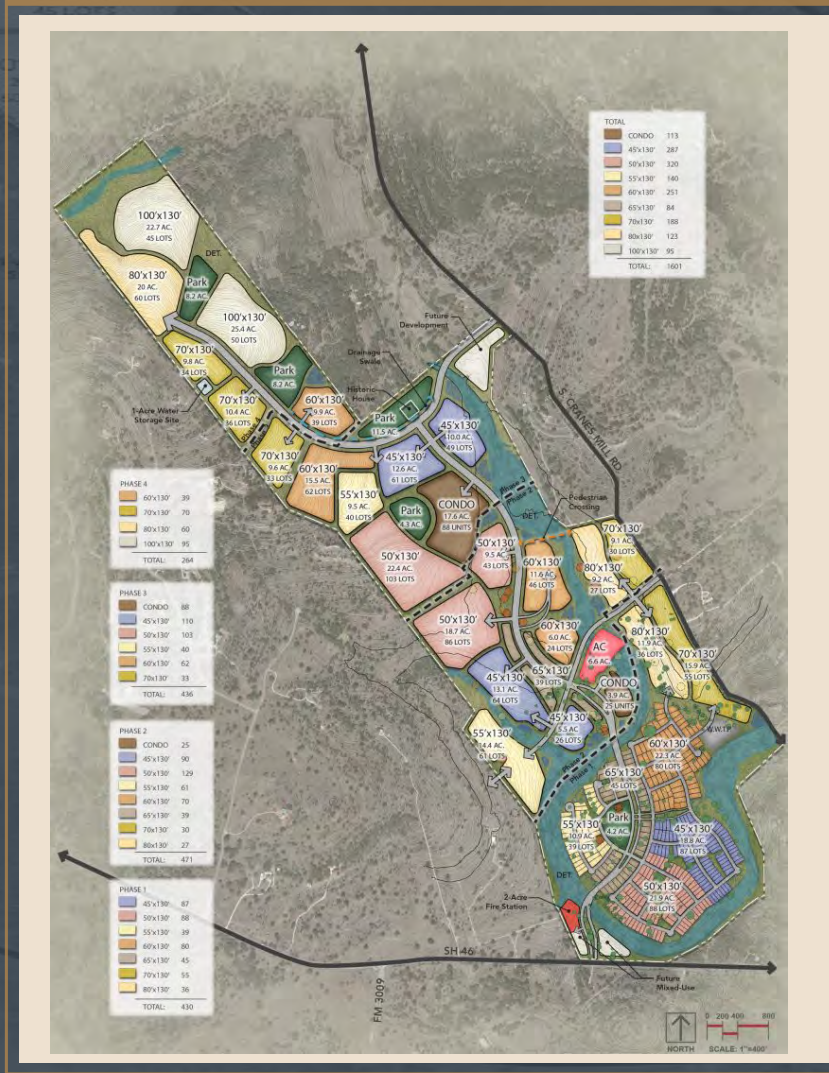 TOTAL
CONDO 113
45'x130' 287
50'x130' 320
55'x130' 140
60'x130' 251
65'x130' 84
70x130' 188
80x130' 123
100'x130' 95
TOTAL: 1601
100'x130'
22.7 AC.
45 LOTS
DET.
80'x130'
20 AC.
60 LOTS
Park
8.2 AC.
100'x130'
25.4 AC.
50 LOTS
70'x130'
9.8 AC.
34 LOTS
1-Acre Water
Storage Site
70'x130'
10.4 AC.
36 LOTS
Park
8.2 AC.
60'x130'
9.9 AC.
39 LOTS
Future
Development
Drainage
Swale
Historic
House
Park
11.5 AC.
S. CRANES MILL RD.
70'x130'
9.6 AC.
33 LOTS
60'x130'
15.5 AC.
62 LOTS
45'x130'
10.0 AC.
49 LOTS
45'x130'
12.6 AC.
61 LOTS
55'x130'
9.5 AC.
40 LOTS
Park
4.3 AC.
CONDO
17.6 AC.
88 UNITS
Phase 3
Phase 2
DET.
Pedestrian
Crossing
50'x130'
22.4 AC.
103 LOTS
50'x130'
9.5 AC.
43 LOTS
60'x130'
11.6 AC.
46 LOTS
70'x130'
9.1 AC.
30 LOTS
80'x130'
9.2 AC.
27 LOTS
50'x130'
18.7 AC.
86 LOTS
60'x130'
6.0 AC.
24 LOTS
AC
6.6 AC.
80'x130'
11.9 AC.
36 LOTS
70'x130'
15.9 AC.
55 LOTS
65'x130'
39 LOTS
45'x130'
13.1 AC.
64 LOTS
CONDO
3.9 AC.
25 UNITS
45'x130'
5.5 AC.
26 LOTS
55'x130'
14.4 AC.
61 LOTS
Phase 1
W.W.T.P
60'x130'
22.3 AC.
80 LOTS
65'x130'
45 LOTS
55'x130'
10.9 AC.
39 LOTS
Park
4.2 AC.
45'x130'
18.8 AC.
87 LOTS
50'x130'
21.9 AC.
88 LOTS
DET.
2-Acre
Fire Station
SH 46
FM 3009
Future
Mixed-Use
PHASE 4
60'x130' 39
70'x130' 70
80'x130' 60
100'x130' 95
TOTAL: 264
PHASE 3
CONDO 88
45'x130' 110
50'x130' 103
55'x130' 40
60'x130' 62
70'x130' 33
TOTAL: 436
PHASE 2
CONDO 25
45'x130' 90
50'x130' 129
55'x130' 61
60'x130' 70
65'x130' 39
70x130' 30
80x130' 27
TOTAL: 471
PHASE 1
45'x130' 87
50'x130' 88
55'x130' 39
60'x130' 80
65'x130' 45
70'x130' 55
80'x130' 36
TOTAL: 430
NORTH
0 200 400 800
SCALE: 1"=400'